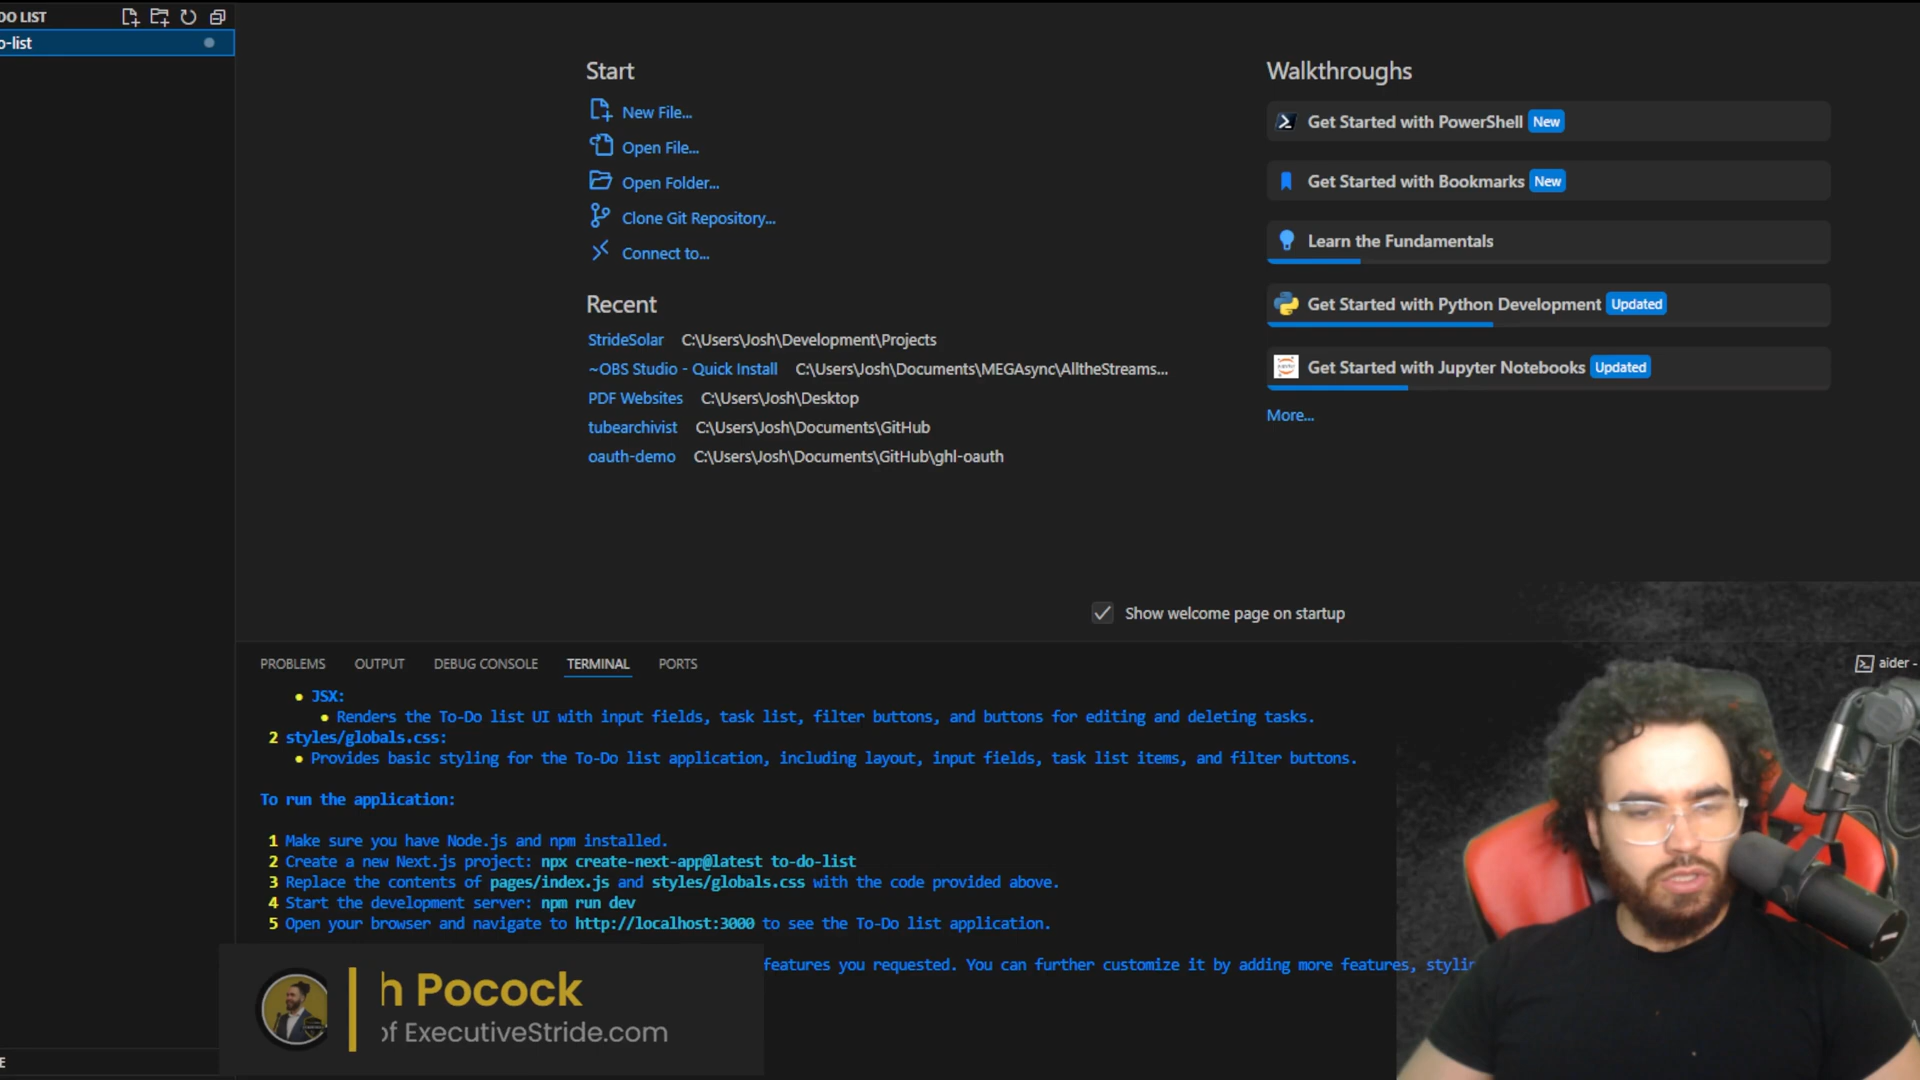 DO LIST
o-list
Start
New File...
Open File...
Open Folder...
Clone Git Repository...
Connect to...
Recent
StrideSolar C:\Users\Josh\Development\Projects
~OBS Studio - Quick Install C:\Users\Josh\Documents\MEGAsync\AlltheStreams...
PDF Websites C:\Users\Josh\Desktop
tubearchivist C:\Users\Josh\Documents\GitHub
oauth-demo C:\Users\Josh\Documents\GitHub\ghl-oauth
Walkthroughs
Get Started with PowerShell New
Get Started with Bookmarks New
Learn the Fundamentals
Get Started with Python Development Updated
Get Started with Jupyter Notebooks Updated
More...
Show welcome page on startup
PROBLEMS OUTPUT DEBUG CONSOLE TERMINAL PORTS
aider -
• JSX:
• Renders the To-Do list UI with input fields, task list, filter buttons, and buttons for editing and deleting tasks.
2 styles/globals.css:
• Provides basic styling for the To-Do list application, including layout, input fields, task list items, and filter buttons.
To run the application:
1 Make sure you have Node.js and npm installed.
2 Create a new Next.js project: npx create-next-app@latest to-do-list
3 Replace the contents of pages/index.js and styles/globals.css with the code provided above.
4 Start the development server: npm run dev
5 Open your browser and navigate to http://localhost:3000 to see the To-Do list application.
features you requested. You can further customize it by adding more features, stylin
h Pocock
of ExecutiveStride.com
E